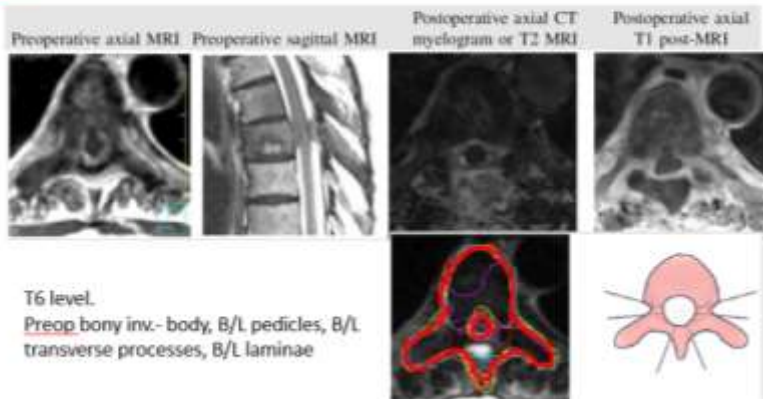 Preoperative axial MRI
Preoperative sagittal MRI
Postoperative axial CT
myelogram or T2 MRI
Postoperative axial
T1 post-MRI
T6 level.
Preop bony inv.- body, B/L pedicles, B/L
transverse processes, B/L laminae